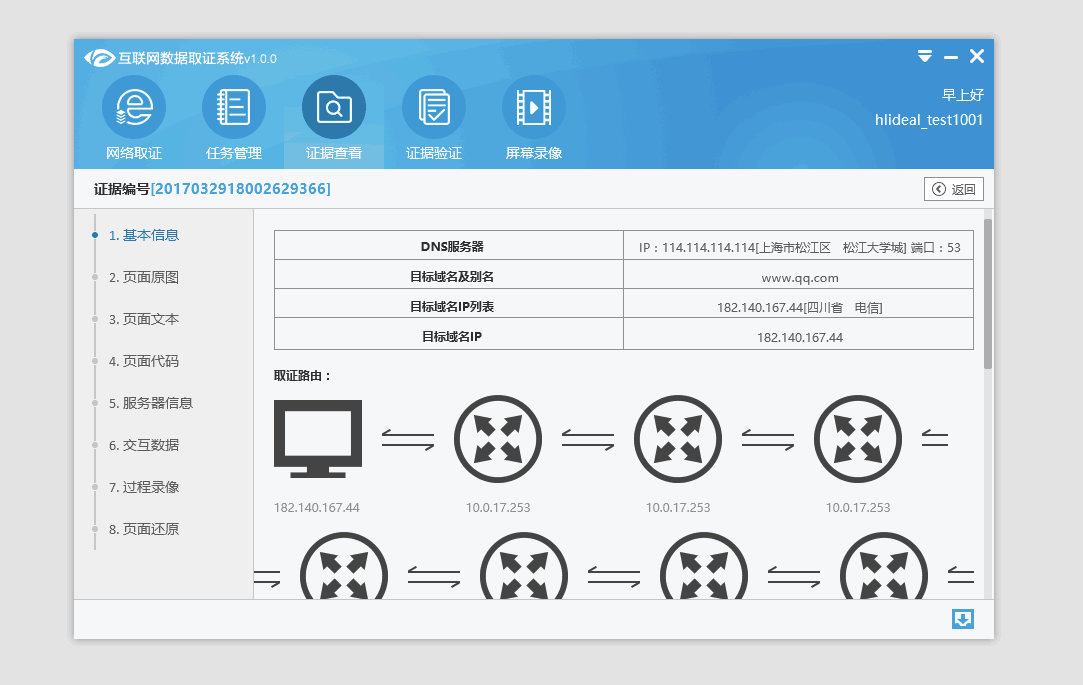 互联网数据取证系统v1.0.0
早上好
hlideal_test1001
网络取证 任务管理 证据查看 证据验证 屏幕录像
证据编号[2017032918002629366]
返回
1. 基本信息
2. 页面原图
3. 页面文本
4. 页面代码
5. 服务器信息
6. 交互数据
7. 过程录像
8. 页面还原
DNS服务器 IP：114.114.114.114[上海市松江区 松江大学城] 端口：53
目标域名及别名 www.qq.com
目标域名IP列表 182.140.167.44[四川省 电信]
目标域名IP 182.140.167.44
取证路由：
182.140.167.44 10.0.17.253 10.0.17.253 10.0.17.253